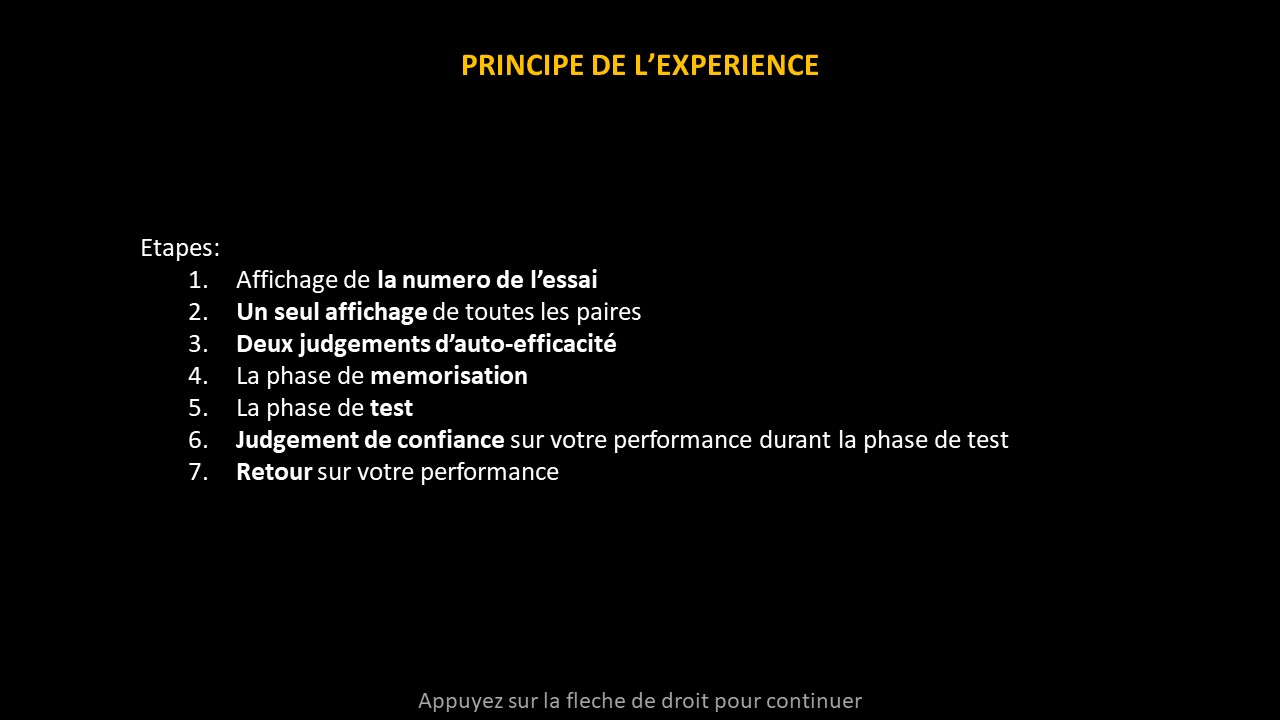 PRINCIPE DE L’EXPERIENCE
Etapes:
1. Affichage de la numero de l’essai
2. Un seul affichage de toutes les paires
3. Deux judgements d’auto-efficacité
4. La phase de memorisation
5. La phase de test
6. Judgement de confiance sur votre performance durant la phase de test
7. Retour sur votre performance
Appuyez sur la fleche de droit pour continuer